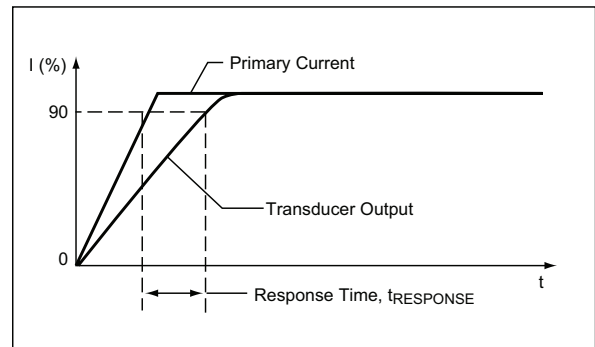 I (%)
Primary Current
90
Transducer Output
0
t
Response Time, tRESPONSE